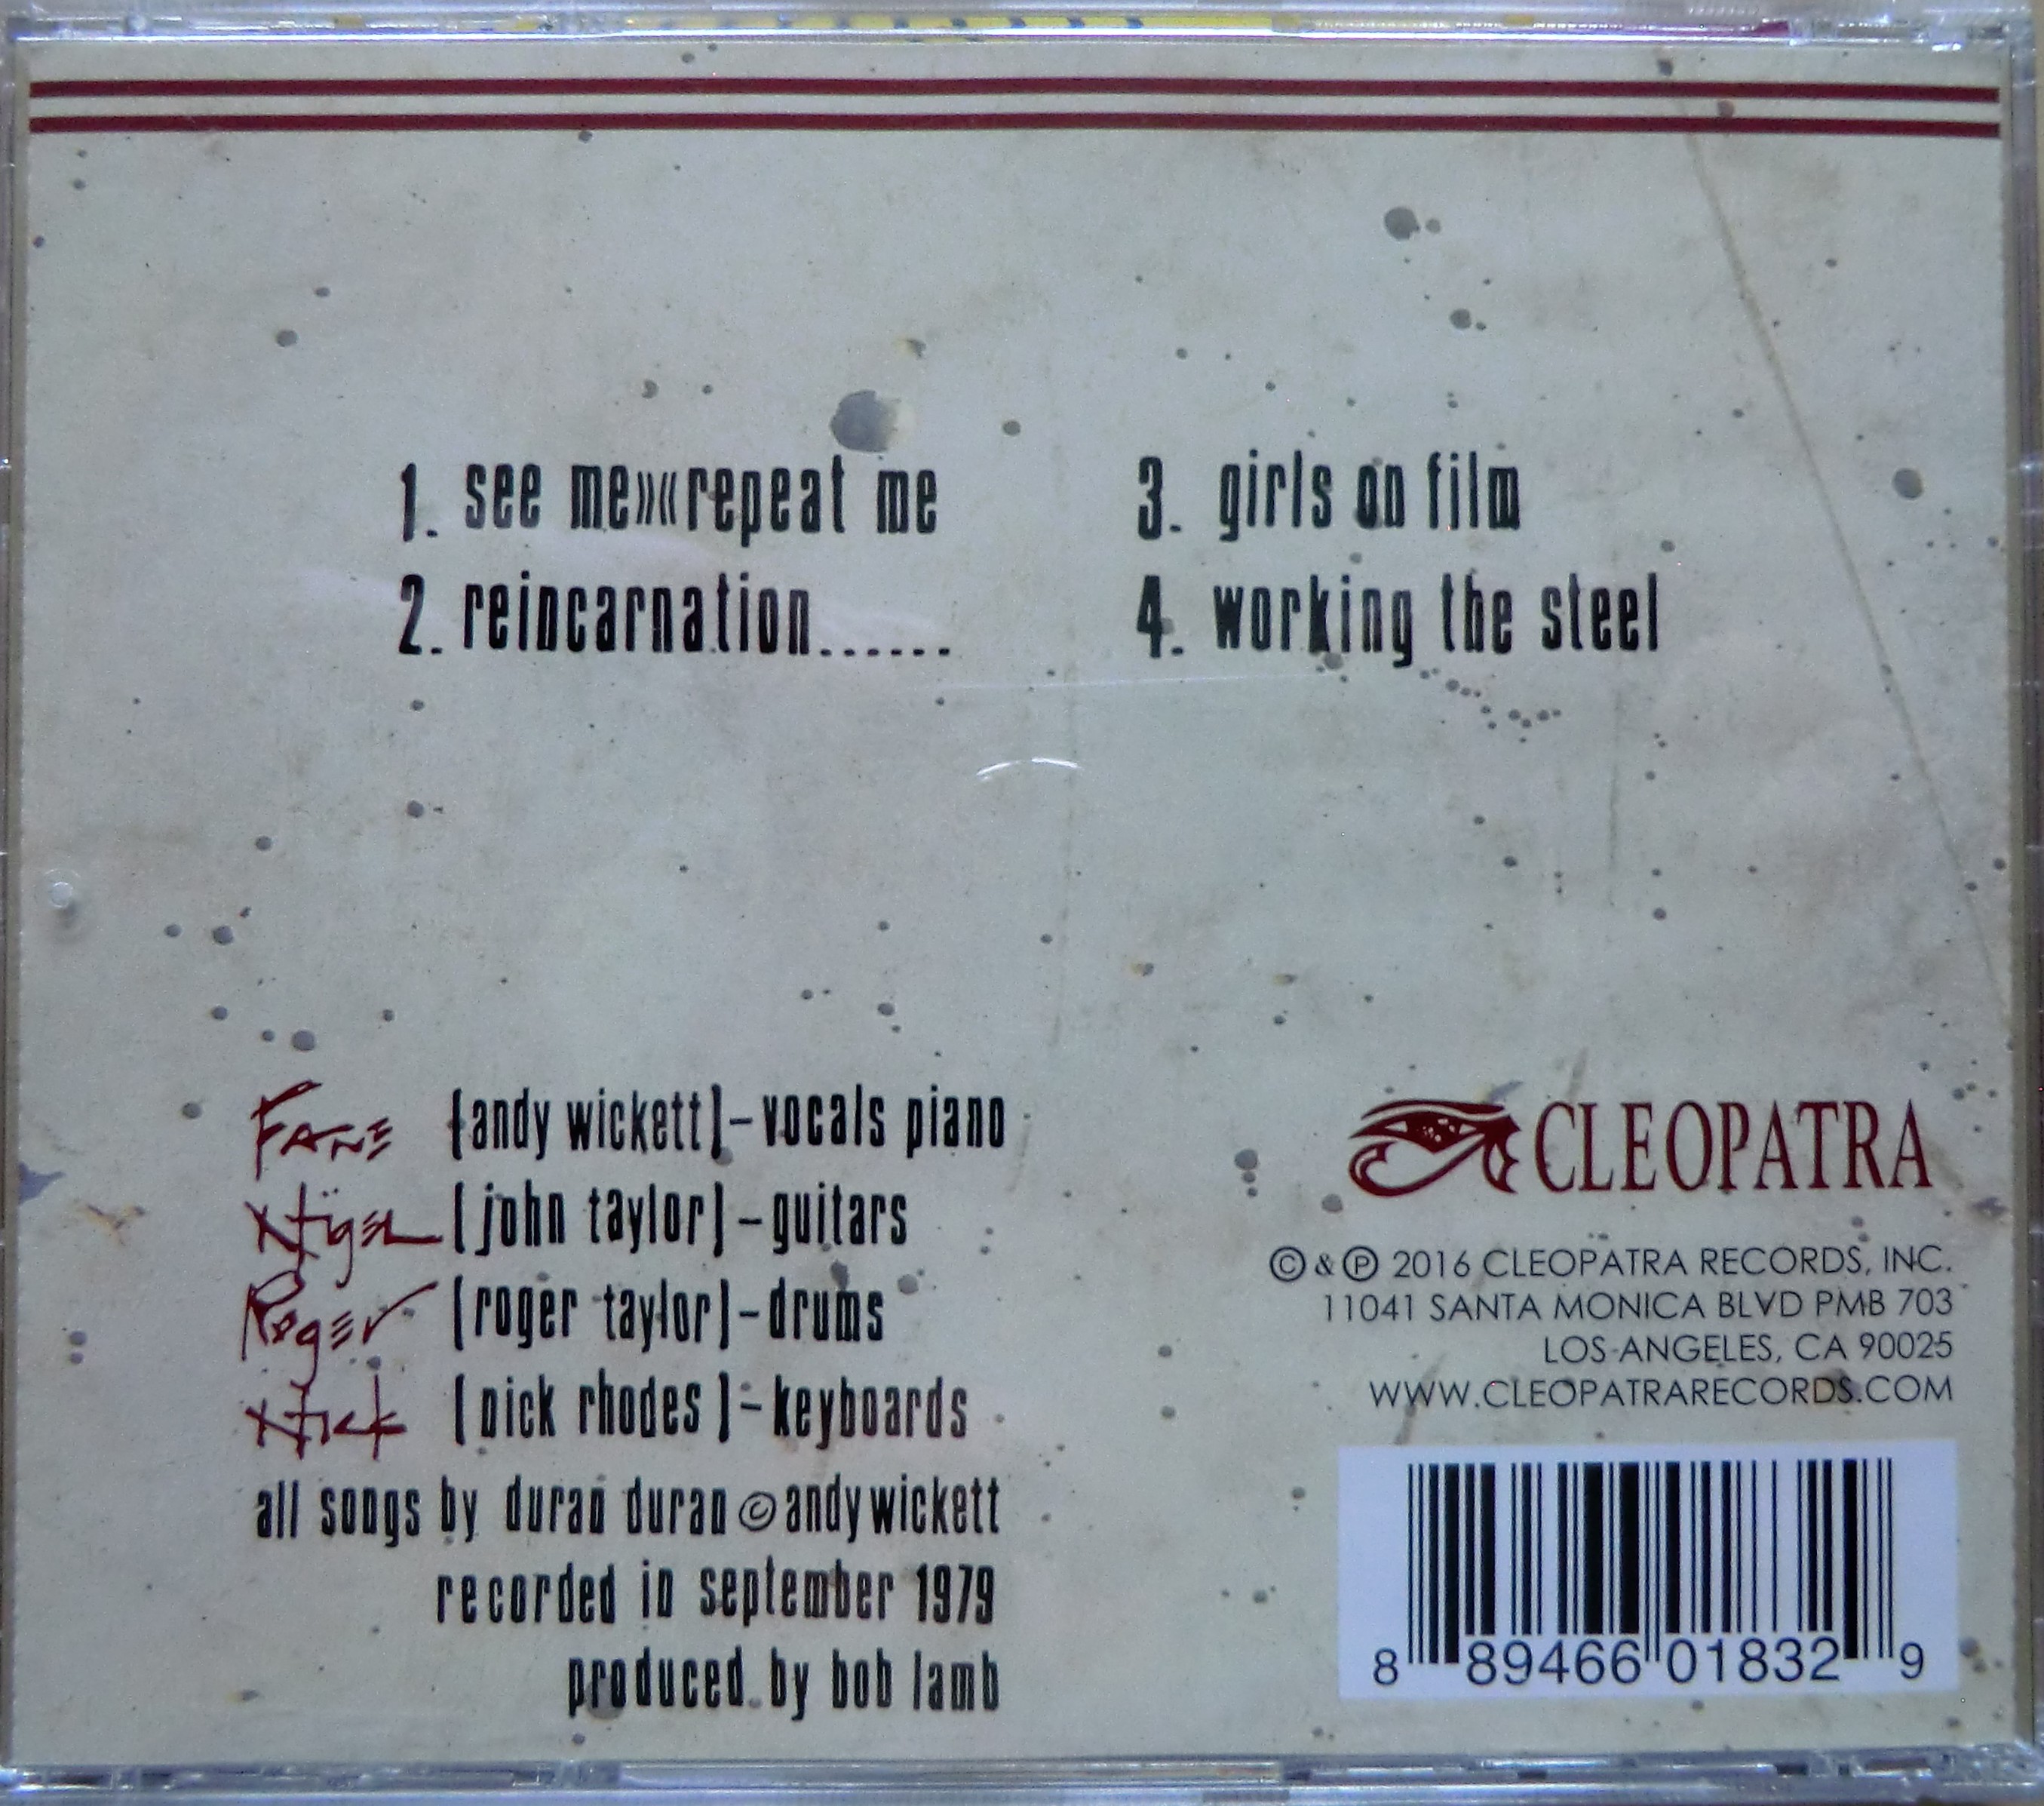 1. see me»«repeat me
2. reincarnation......
3. girls on film
4. working the steel
Fane [andy wickett]-vocals piano
[john taylor]-guitars
Roger [roger taylor]-drums
[nick rhodes]-keyboards
all songs by duran duran © andy wickett
recorded in september 1979
produced by bob lamb
CLEOPATRA
© & ℗ 2016 CLEOPATRA RECORDS, INC.
11041 SANTA MONICA BLVD PMB 703
LOS ANGELES, CA 90025
WWW.CLEOPATRARECORDS.COM
8 89466 01832 9